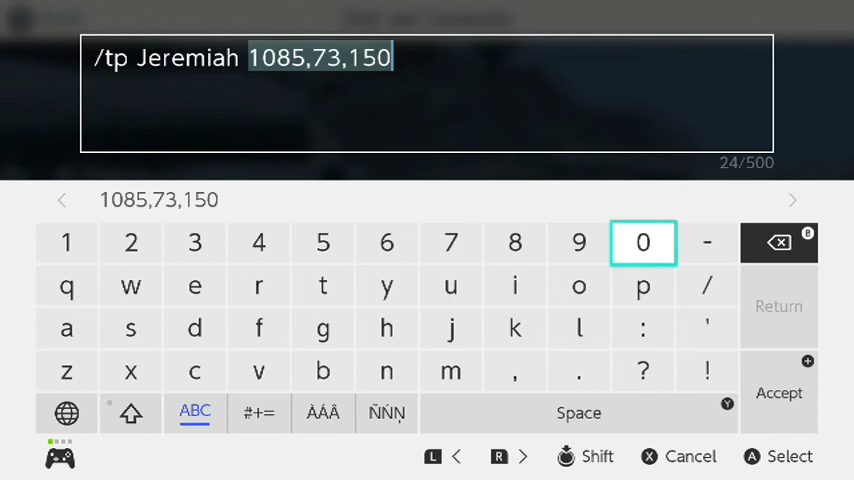 /tp Jeremiah 1085,73,150
24/500
< 1085,73,150 >
1 2 3 4 5 6 7 8 9 0 -
q w e r t y u i o p /
Return
a s d f g h j k l : '
z x c v b n m , . ? !
Accept
ABC #+= ÀÁÂ ÑŃŅ Space Y
L < R > Shift X Cancel A Select